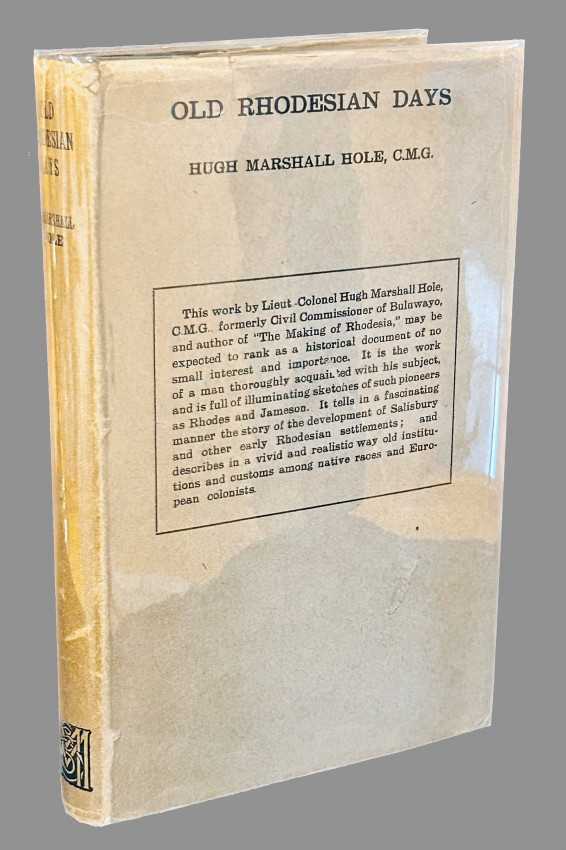 OLD RHODESIAN DAYS
HUGH MARSHALL HOLE, C.M.G.
This work by Lieut.-Colonel Hugh Marshall Hole,
C.M.G., formerly Civil Commissioner of Buluwayo,
and author of "The Making of Rhodesia," may be
expected to rank as a historical document of no
small interest and importance. It is the work
of a man thoroughly acquainted with his subject,
and is full of illuminating sketches of such pioneers
as Rhodes and Jameson. It tells in a fascinating
manner the story of the development of Salisbury
and other early Rhodesian settlements; and
describes in a vivid and realistic way old institu-
tions and customs among native races and Euro-
pean colonists.